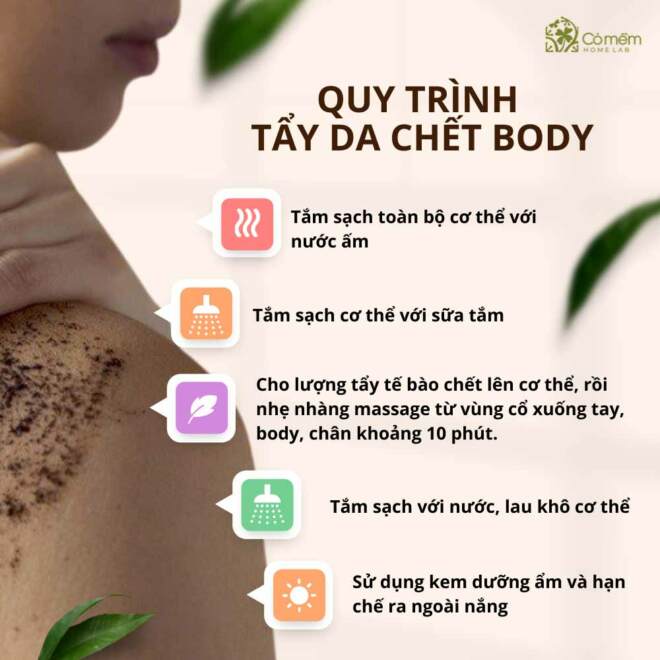 Cỏ mềm
HOME LAB
QUY TRÌNH
TẨY DA CHẾT BODY
Tắm sạch toàn bộ cơ thể với
nước ấm
Tắm sạch cơ thể với sữa tắm
Cho lượng tẩy tế bào chết lên cơ thể, rồi
nhẹ nhàng massage từ vùng cổ xuống tay,
body, chân khoảng 10 phút.
Tắm sạch với nước, lau khô cơ thể
Sử dụng kem dưỡng ẩm và hạn
chế ra ngoài nắng